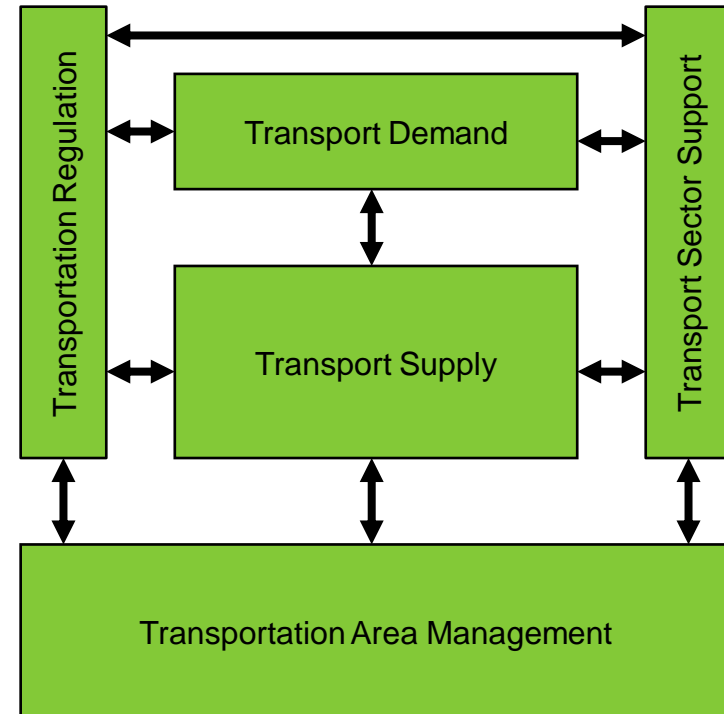 Transportation Regulation
Transport Demand
Transport Sector Support
Transport Supply
Transportation Area Management